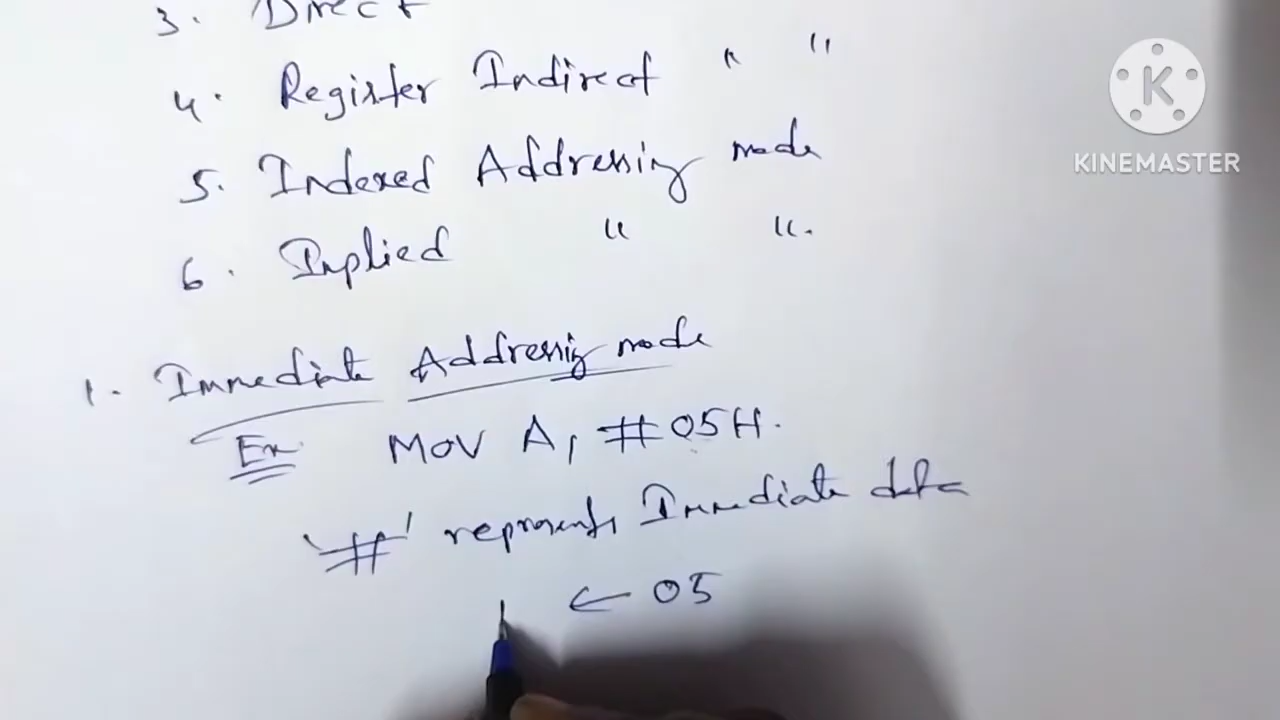 3. Direct
4. Register Indirect " "
5. Indexed Addressing mode
6. Implied " ".
1. Immediate Addressing mode
Ex MOV A, #05H.
'#' represents Immediate data
← 05
K
KINEMASTER